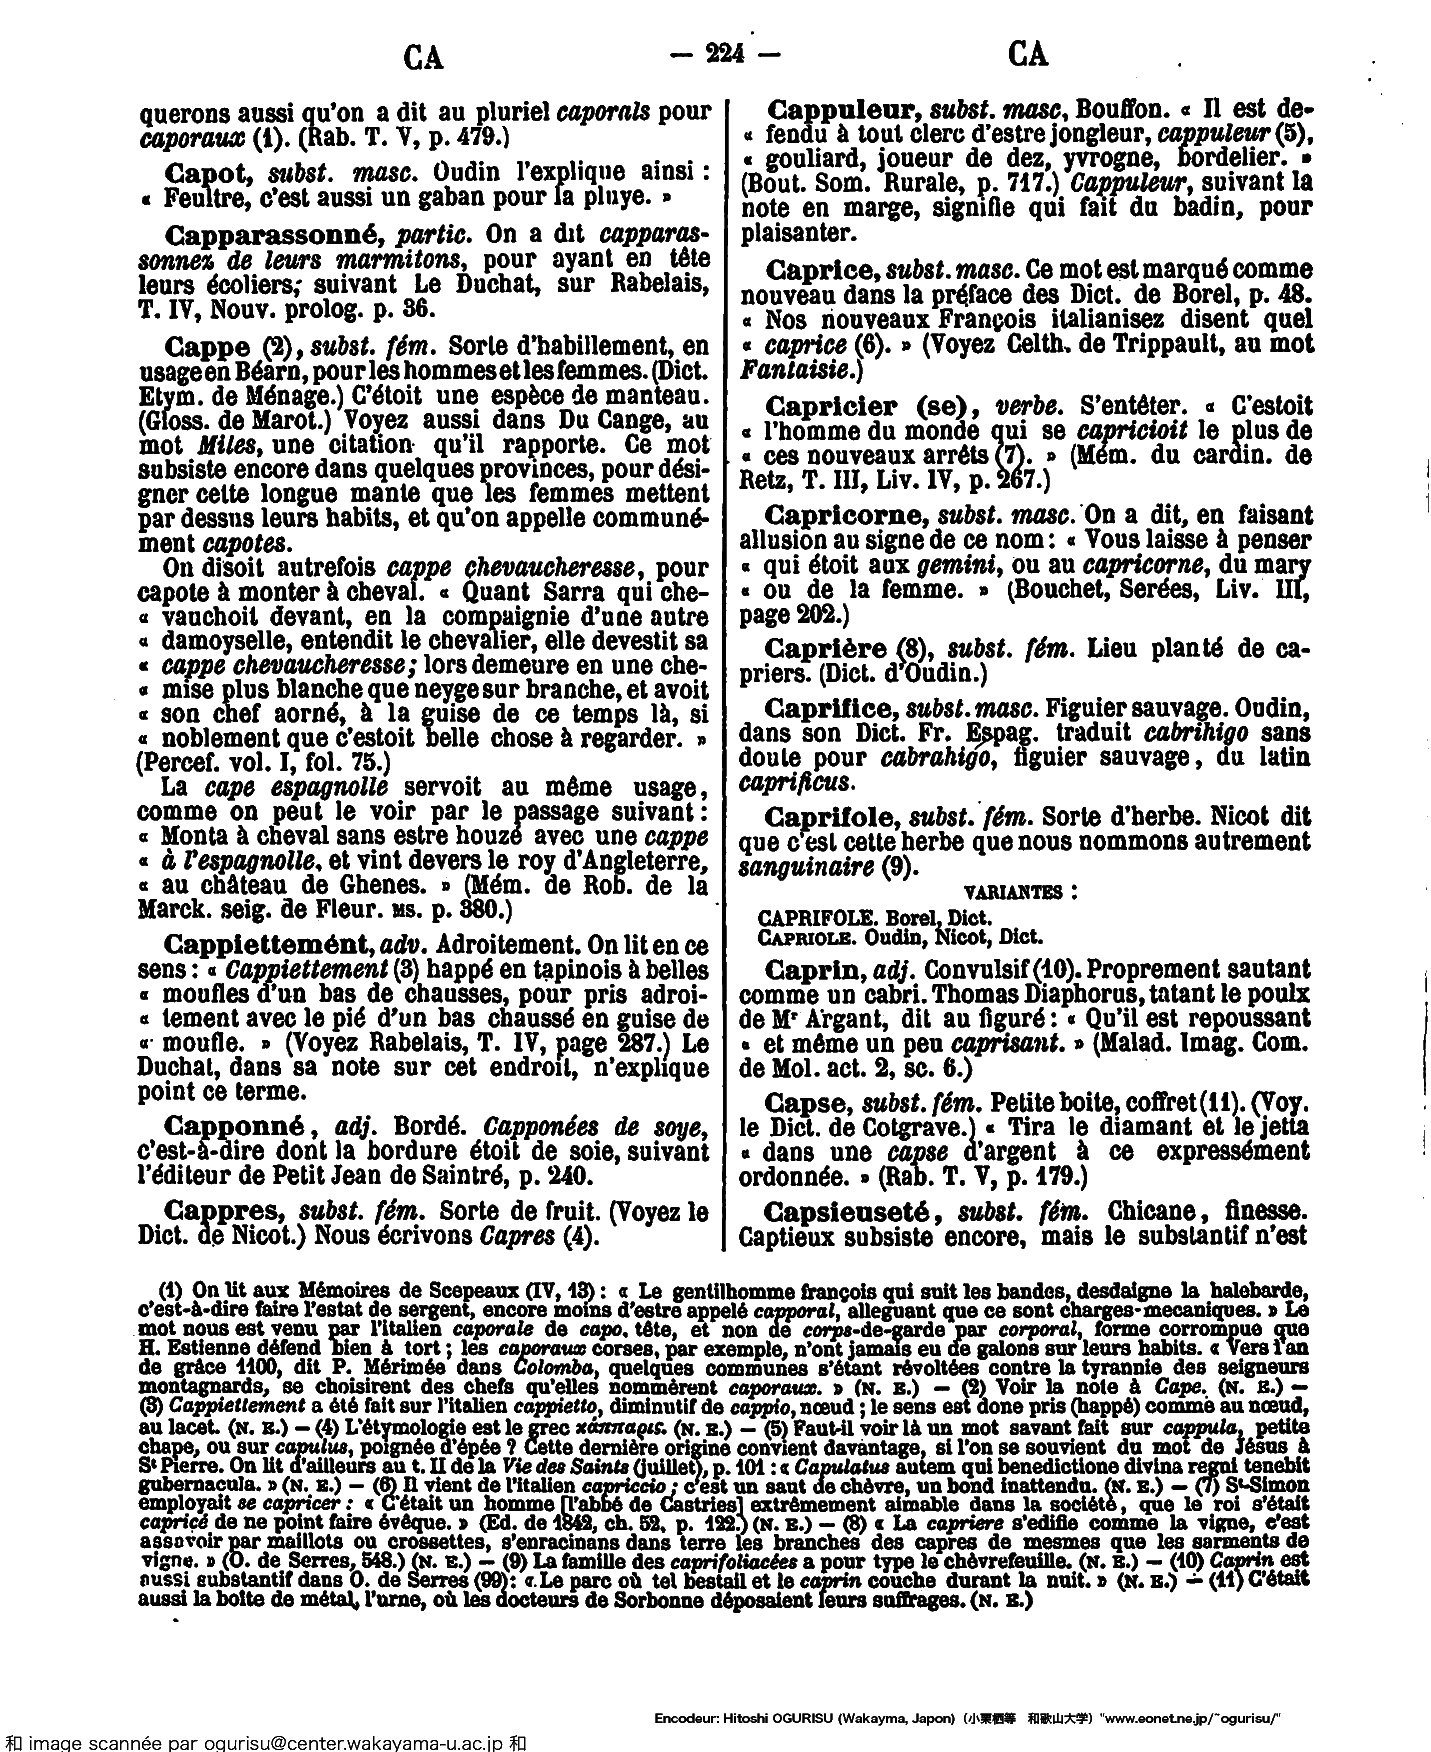 CA — 224 — CA
querons aussi qu'on a dit au pluriel caporals pour
caporaux (1). (Rab. T. V, p. 479.)
Capot, subst. masc. Oudin l'explique ainsi :
« Feultre, c'est aussi un gaban pour la pluye. »
Capparassonné, partic. On a dit capparas-
sonnez de leurs marmitons, pour ayant en tête
leurs écoliers; suivant Le Duchat, sur Rabelais,
T. IV, Nouv. prolog. p. 36.
Cappe (2), subst. fém. Sorte d'habillement, en
usage en Béarn, pour les hommes et les femmes. (Dict.
Etym. de Ménage.) C'étoit une espèce de manteau.
(Gloss. de Marot.) Voyez aussi dans Du Cange, au
mot Miles, une citation qu'il rapporte. Ce mot
subsiste encore dans quelques provinces, pour dési-
gner cette longue mante que les femmes mettent
par dessus leurs habits, et qu'on appelle communé-
ment capotes.
On disoit autrefois cappe chevaucheresse, pour
capote à monter à cheval. « Quant Sarra qui che-
« vauchoit devant, en la compaignie d'une autre
« damoyselle, entendit le chevalier, elle devestit sa
« cappe chevaucheresse; lors demeure en une che-
« mise plus blanche que neyge sur branche, et avoit
« son chef aorné, à la guise de ce temps là, si
« noblement que c'estoit belle chose à regarder. »
(Percef. vol. I, fol. 75.)
La cape espagnolle servoit au même usage,
comme on peut le voir par le passage suivant :
« Monta à cheval sans estre houzé avec une cappe
« à l'espagnolle, et vint devers le roy d'Angleterre,
« au château de Ghenes. » (Mém. de Rob. de la
Marck. seig. de Fleur. MS. p. 380.)
Cappiettemént, adv. Adroitement. On lit en ce
sens : « Cappiettement (3) happé en tapinois à belles
« moufles d'un bas de chausses, pour pris adroi-
« tement avec le pié d'un bas chaussé en guise de
« moufle. » (Voyez Rabelais, T. IV, page 287.) Le
Duchat, dans sa note sur cet endroit, n'explique
point ce terme.
Capponné, adj. Bordé. Capponées de soye,
c'est-à-dire dont la bordure étoit de soie, suivant
l'éditeur de Petit Jean de Saintré, p. 240.
Cappres, subst. fém. Sorte de fruit. (Voyez le
Dict. de Nicot.) Nous écrivons Capres (4).
Cappuleur, subst. masc. Bouffon. « Il est de-
« fendu à tout clerc d'estre jongleur, cappuleur (5),
« gouliard, joueur de dez, yvrogne, bordelier. »
(Bout. Som. Rurale, p. 717.) Cappuleur, suivant la
note en marge, signifie qui fait du badin, pour
plaisanter.
Caprice, subst. masc. Ce mot est marqué comme
nouveau dans la préface des Dict. de Borel, p. 48.
« Nos nouveaux François italianisez disent quel
« caprice (6). » (Voyez Celth. de Trippault, au mot
Fantaisie.)
Capricier (se), verbe. S'entêter. « C'estoit
« l'homme du monde qui se capricioit le plus de
« ces nouveaux arrêts (7). » (Mém. du cardin. de
Retz, T. III, Liv. IV, p. 267.)
Capricorne, subst. masc. On a dit, en faisant
allusion au signe de ce nom : « Vous laisse à penser
« qui étoit aux gemini, ou au capricorne, du mary
« ou de la femme. » (Bouchet, Serées, Liv. III,
page 202.)
Caprière (8), subst. fém. Lieu planté de ca-
priers. (Dict. d'Oudin.)
Caprifice, subst. masc. Figuier sauvage. Oudin,
dans son Dict. Fr. Espag. traduit cabrihigo sans
doute pour cabrahigo, figuier sauvage, du latin
caprificus.
Caprifole, subst. fém. Sorte d'herbe. Nicot dit
que c'est cette herbe que nous nommons autrement
sanguinaire (9).
VARIANTES :
CAPRIFOLE. Borel, Dict.
CAPRIOLE. Oudin, Nicot, Dict.
Caprin, adj. Convulsif (10). Proprement sautant
comme un cabri. Thomas Diaphorus, tatant le poulx
de Mr Argant, dit au figuré : « Qu'il est repoussant
« et même un peu caprisant. » (Malad. Imag. Com.
de Mol. act. 2, sc. 6.)
Capse, subst. fém. Petite boite, coffret (11). (Voy.
le Dict. de Cotgrave.) « Tira le diamant et le jetta
« dans une capse d'argent à ce expressément
ordonnée. » (Rab. T. V, p. 179.)
Capsieuseté, subst. fém. Chicane, finesse.
Captieux subsiste encore, mais le substantif n'est
(1) On lit aux Mémoires de Scepeaux (IV, 13) : « Le gentilhomme françois qui suit les bandes, desdaigne la halebarde,
c'est-à-dire faire l'estat de sergent, encore moins d'estre appelé capporal, alleguant que ce sont charges mecaniques. » Le
mot nous est venu par l'italien caporale de capo, tête, et non de corps-de-garde par corporal, forme corrompue que
H. Estienne défend bien à tort ; les caporaux corses, par exemple, n'ont jamais eu de galons sur leurs habits. « Vers l'an
de grâce 1100, dit P. Mérimée dans Colomba, quelques communes s'étant révoltées contre la tyrannie des seigneurs
montagnards, se choisirent des chefs qu'elles nommèrent caporaux. » (N. E.) — (2) Voir la note à Cape. (N. E.) —
(3) Cappiettement a été fait sur l'italien cappietto, diminutif de cappio, nœud ; le sens est donc pris (happé) comme au nœud,
au lacet. (N. E.) — (4) L'étymologie est le grec κάππαρις. (N. E.) — (5) Faut-il voir là un mot savant fait sur cappula, petite
chape, ou sur capulus, poignée d'épée ? Cette dernière origine convient davantage, si l'on se souvient du mot de Jésus à
St Pierre. On lit d'ailleurs au t. II de la Vie des Saints (juillet), p. 101 : « Capulatus autem qui benedictione divina regni tenebit
gubernacula. » (N. E.) — (6) Il vient de l'italien capriccio ; c'est un saut de chèvre, un bond inattendu. (N. E.) — (7) St-Simon
employait se capricer : « C'était un homme [l'abbé de Castries] extrêmement aimable dans la société, que le roi s'était
capricé de ne point faire évêque. » (Ed. de 1842, ch. 52, p. 122.) (N. E.) — (8) « La capriere s'edifie comme la vigne, c'est
assavoir par maillots ou crossettes, s'enracinans dans terre les branches des capres de mesmes que les sarments de
vigne. » (O. de Serres, 548.) (N. E.) — (9) La famille des caprifoliacées a pour type le chèvrefeuille. (N. E.) — (10) Caprin est
aussi substantif dans O. de Serres (99) : « Le parc où tel bestail et le caprin couche durant la nuit. » (N. E.) — (11) C'était
aussi la boîte de métal, l'urne, où les docteurs de Sorbonne déposaient leurs suffrages. (N. E.)
Encodeur: Hitoshi OGURISU (Wakayma, Japon) (小栗栖等 和歌山大学) "www.eonet.ne.jp/~ogurisu/"
和 image scannée par ogurisu@center.wakayama-u.ac.jp 和